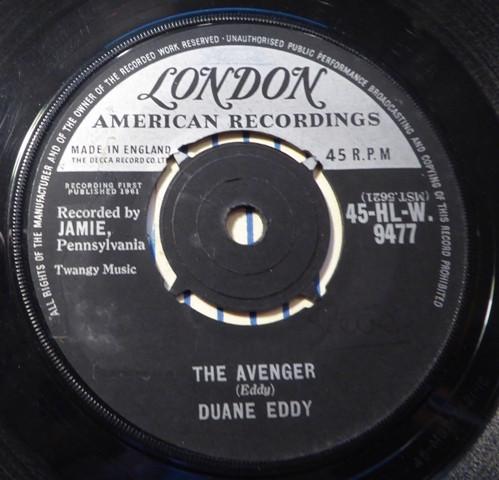 ALL RIGHTS OF THE MANUFACTURER AND OF THE OWNER OF THE RECORDED WORK RESERVED · UNAUTHORISED PUBLIC PERFORMANCE BROADCASTING AND COPYING OF THIS RECORD PROHIBITED
LONDON
AMERICAN RECORDINGS
MADE IN ENGLAND
THE DECCA RECORD CO. LTD
45 R.P.M
RECORDING FIRST
PUBLISHED 1961
Recorded by
JAMIE,
Pennsylvania
Twangy Music
(MST.5621)
45-HL-W.
9477
THE AVENGER
(Eddy)
DUANE EDDY